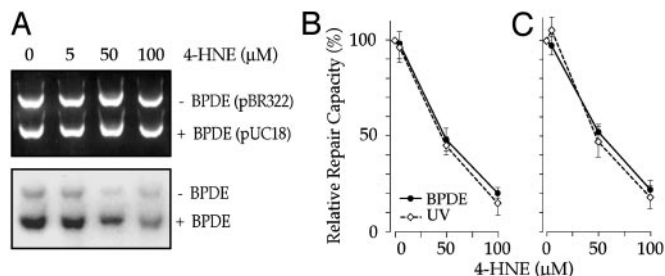 A
0 5 50 100 4-HNE (μM)
- BPDE (pBR322)
+ BPDE (pUC18)
- BPDE
+ BPDE
B
Relative Repair Capacity (%)
100
50
0
BPDE
UV
0 50 100
C
0 50 100
4-HNE (μM)